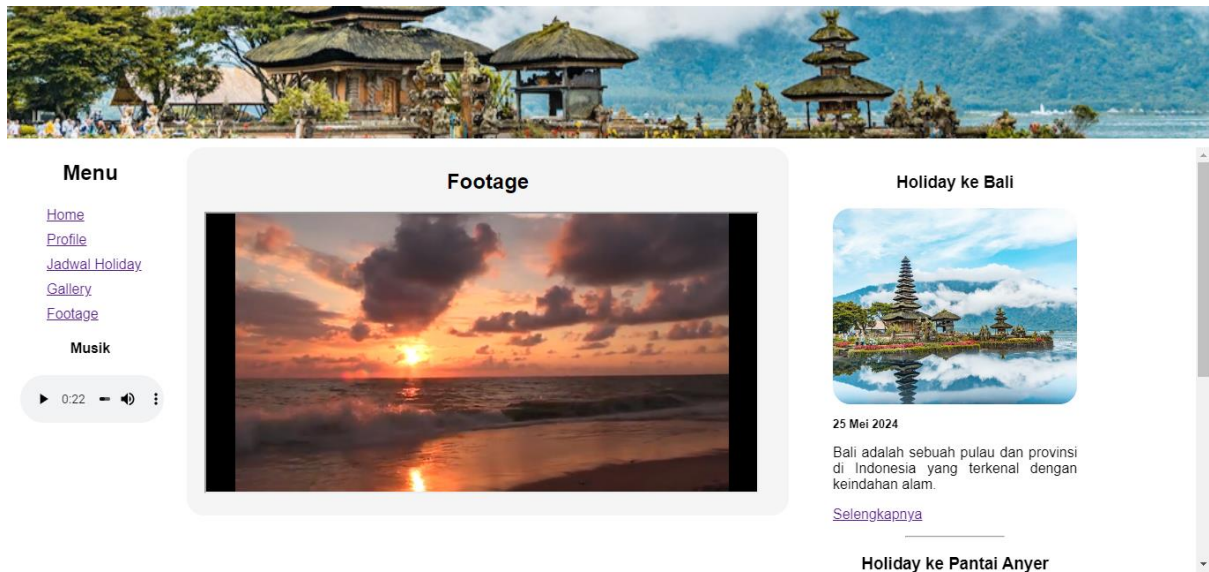 Menu
Home
Profile
Jadwal Holiday
Gallery
Footage
Musik
0:22
Footage
Holiday ke Bali
25 Mei 2024
Bali adalah sebuah pulau dan provinsi
di Indonesia yang terkenal dengan
keindahan alam.
Selengkapnya
Holiday ke Pantai Anyer